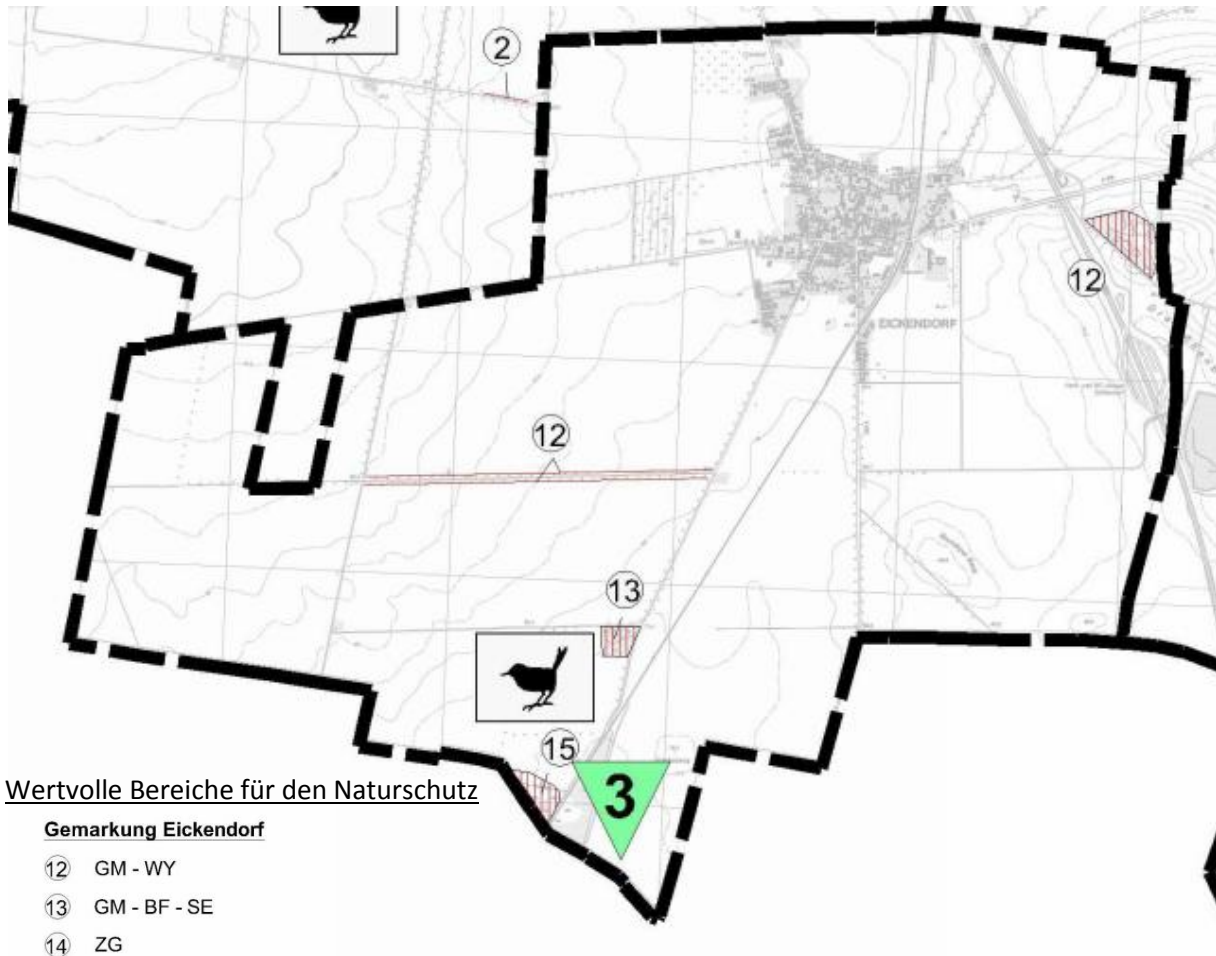 2
12
EICKENDORF
12
13
15
3
Wertvolle Bereiche für den Naturschutz
Gemarkung Eickendorf
12 GM - WY
13 GM - BF - SE
14 ZG